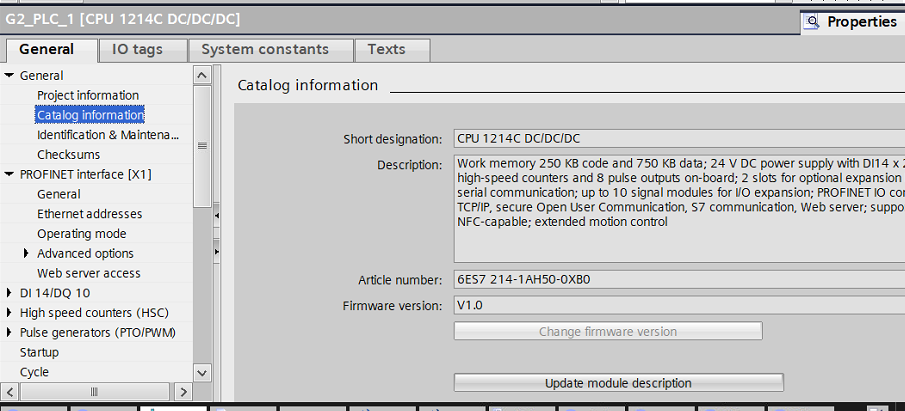 G2_PLC_1 [CPU 1214C DC/DC/DC]
Properties
General
IO tags
System constants
Texts
General
Project information
Catalog information
Identification & Maintena...
Checksums
PROFINET interface [X1]
General
Ethernet addresses
Operating mode
Advanced options
Web server access
DI 14/DQ 10
High speed counters (HSC)
Pulse generators (PTO/PWM)
Startup
Cycle
Catalog information
Short designation: CPU 1214C DC/DC/DC
Description: Work memory 250 KB code and 750 KB data; 24 V DC power supply with DI14 x 2
high-speed counters and 8 pulse outputs on-board; 2 slots for optional expansion
serial communication; up to 10 signal modules for I/O expansion; PROFINET IO con
TCP/IP, secure Open User Communication, S7 communication, Web server; suppo
NFC-capable; extended motion control
Article number: 6ES7 214-1AH50-0XB0
Firmware version: V1.0
Change firmware version
Update module description